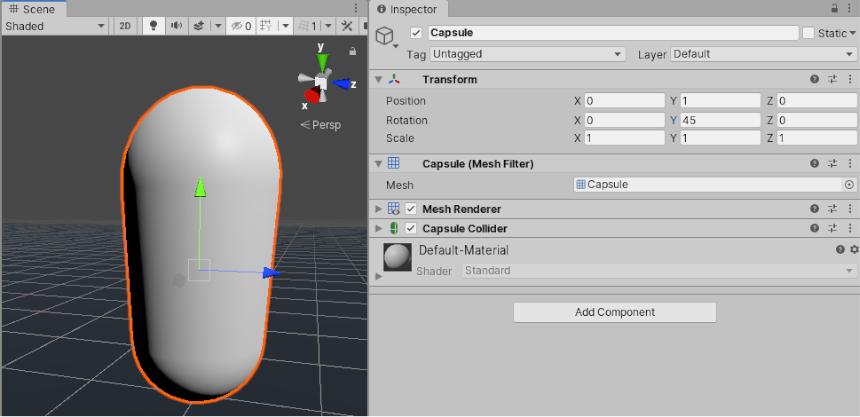 Scene
Shaded
2D
0
1
y
z
x
Persp
Inspector
Capsule
Static
Tag Untagged Layer Default
Transform
Position X 0 Y 1 Z 0
Rotation X 0 Y 45 Z 0
Scale X 1 Y 1 Z 1
Capsule (Mesh Filter)
Mesh Capsule
Mesh Renderer
Capsule Collider
Default-Material
Shader Standard
Add Component